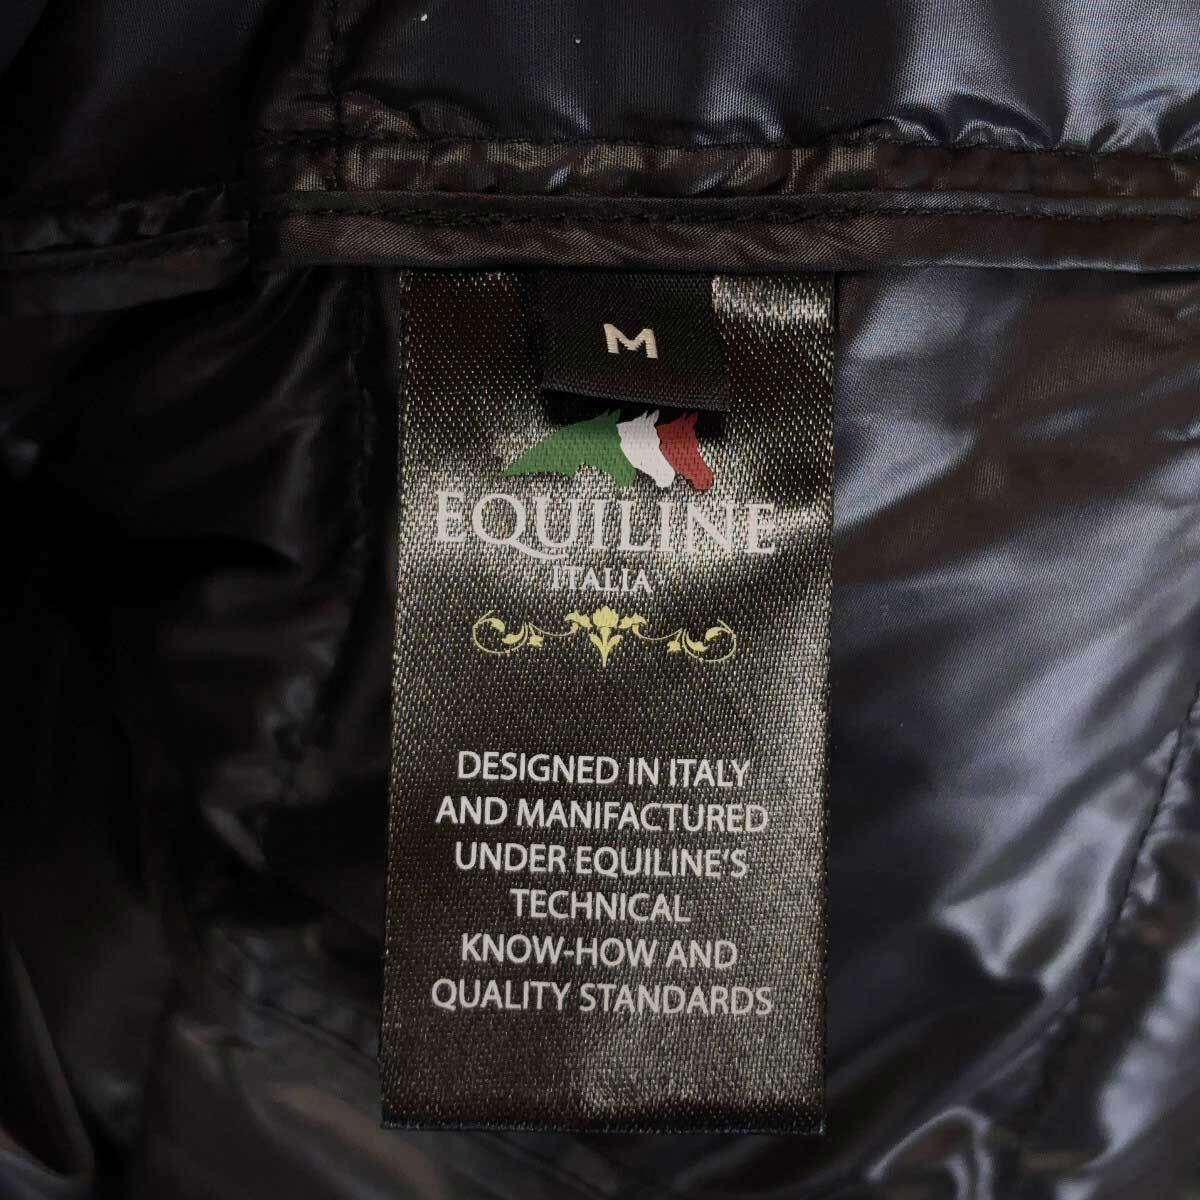 M
EQUILINE
ITALIA
DESIGNED IN ITALY
AND MANIFACTURED
UNDER EQUILINE'S
TECHNICAL
KNOW-HOW AND
QUALITY STANDARDS